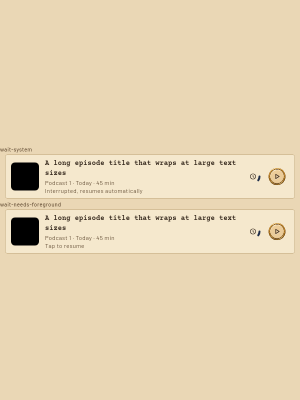 wait-system
A long episode title that wraps at large text
sizes
Podcast 1 · Today · 45 min
Interrupted, resumes automatically
wait-needs-foreground
A long episode title that wraps at large text
sizes
Podcast 1 · Today · 45 min
Tap to resume